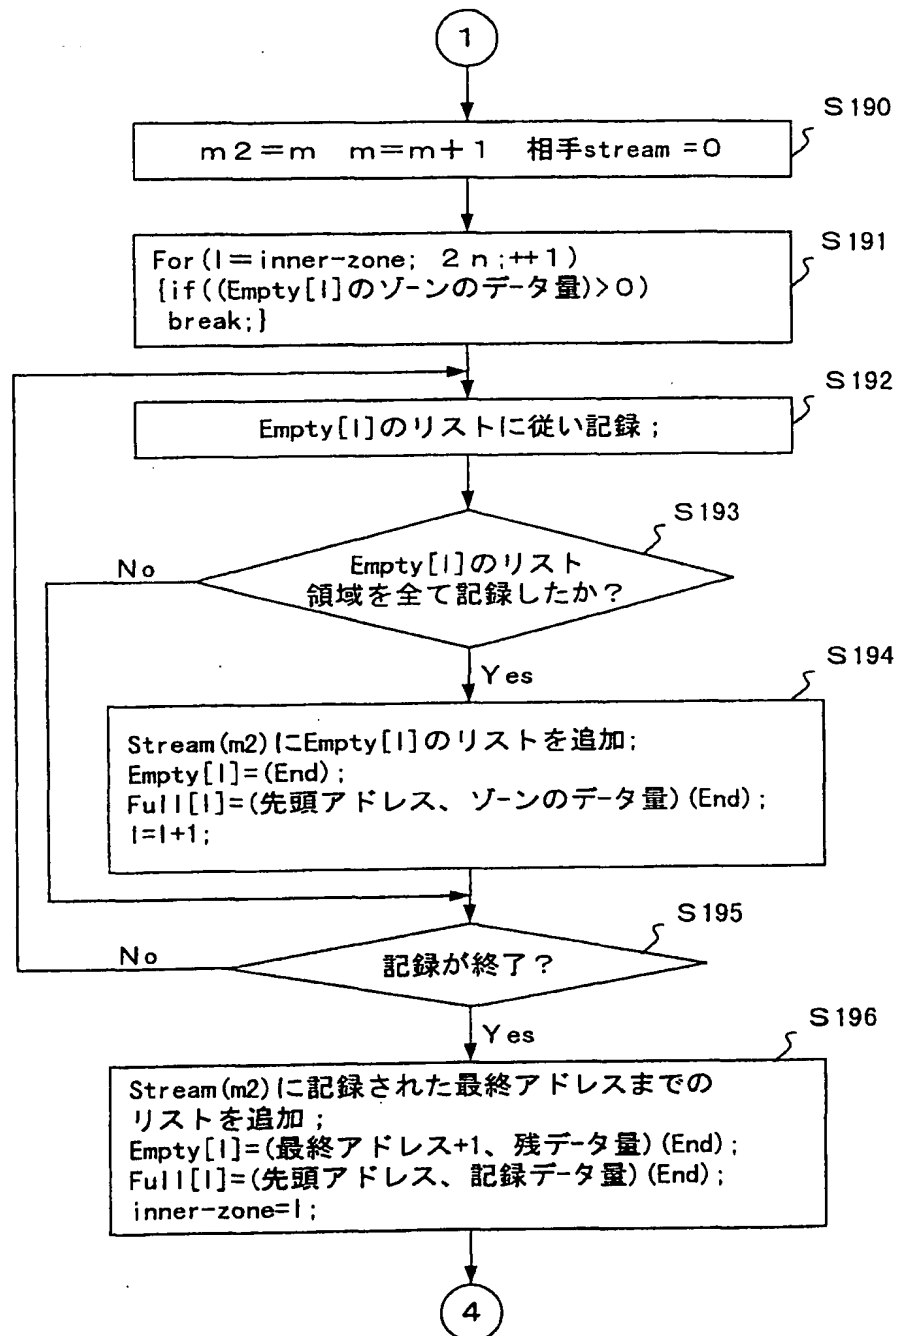 1
S190
m2=m m=m+1 相手stream =0
S191
For(l=inner-zone; 2n;++1)
{if((Empty[l]のゾーンのデータ量)>0)
break;}
S192
Empty[l]のリストに従い記録;
S193
Empty[l]のリスト
領域を全て記録したか?
No
Yes
S194
Stream(m2)にEmpty[l]のリストを追加;
Empty[l]=(End);
Full[l]=(先頭アドレス、ゾーンのデータ量)(End);
l=l+1;
S195
記録が終了?
No
Yes
S196
Stream(m2)に記録された最終アドレスまでの
リストを追加;
Empty[l]=(最終アドレス+1、残データ量)(End);
Full[l]=(先頭アドレス、記録データ量)(End);
inner-zone=l;
4